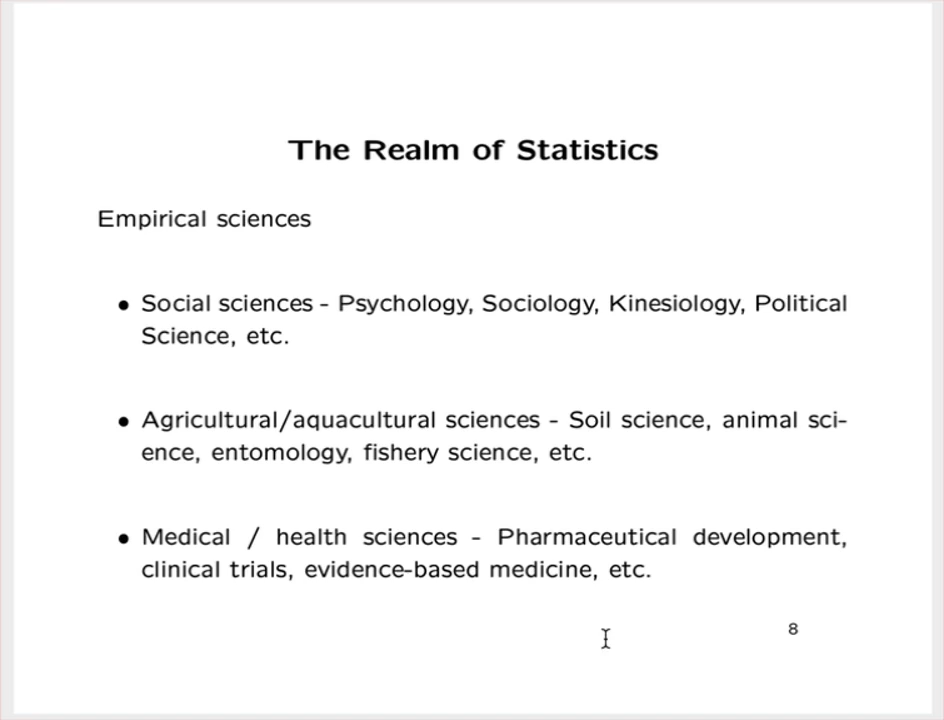 The Realm of Statistics
Empirical sciences
• Social sciences - Psychology, Sociology, Kinesiology, Political
Science, etc.
• Agricultural/aquacultural sciences - Soil science, animal sci-
ence, entomology, fishery science, etc.
• Medical / health sciences - Pharmaceutical development,
clinical trials, evidence-based medicine, etc.
8